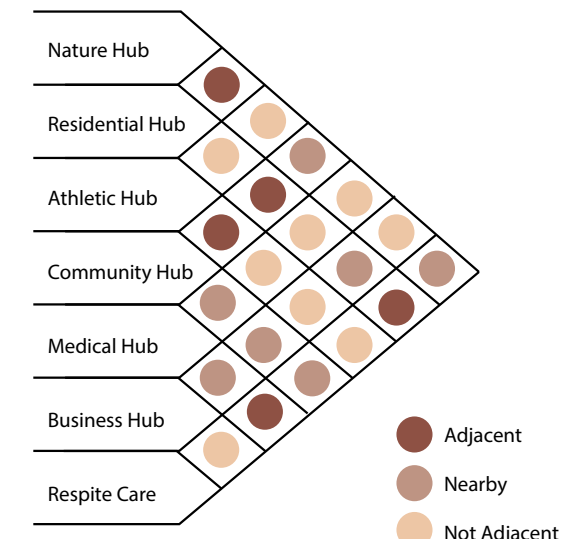 Nature Hub
Residential Hub
Athletic Hub
Community Hub
Medical Hub
Business Hub
Respite Care
Adjacent
Nearby
Not Adjacent